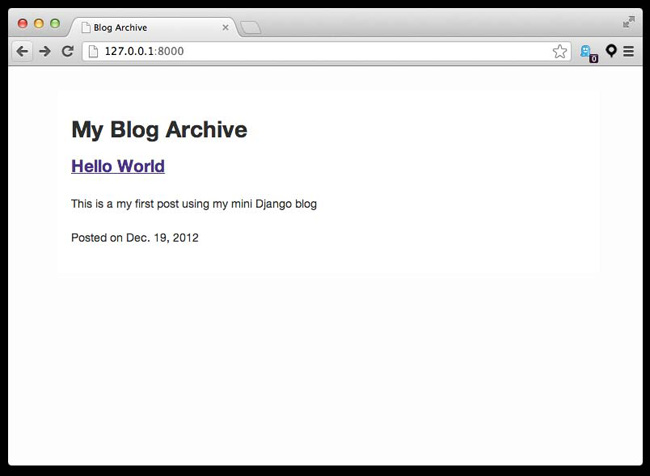 Blog Archive
127.0.0.1:8000
0
My Blog Archive
Hello World
This is a my first post using my mini Django blog
Posted on Dec. 19, 2012